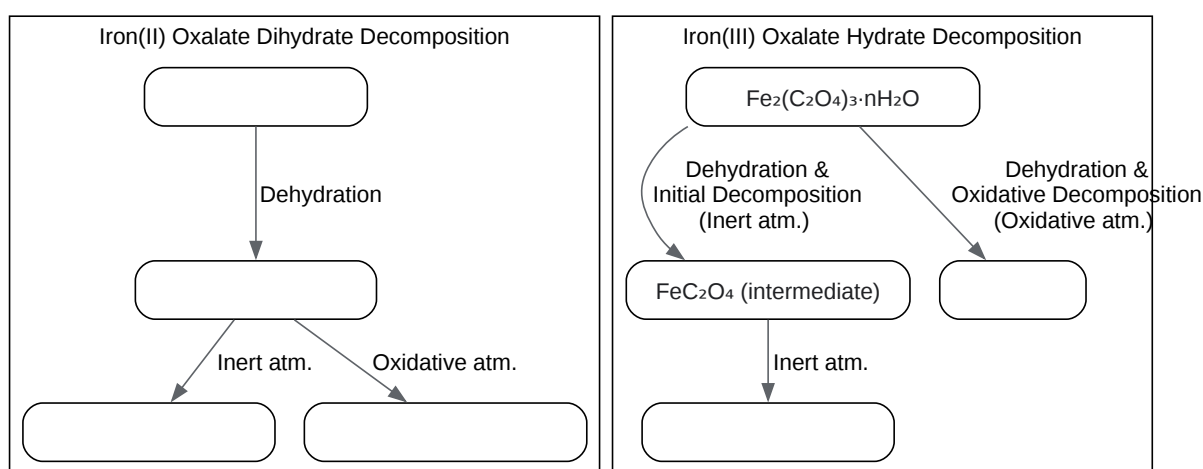 Iron(II) Oxalate Dihydrate Decomposition
Dehydration
Inert atm.
Oxidative atm.
Iron(III) Oxalate Hydrate Decomposition
Fe₂(C₂O₄)₃·nH₂O
Dehydration &
Initial Decomposition
(Inert atm.)
Dehydration &
Oxidative Decomposition
(Oxidative atm.)
FeC₂O₄ (intermediate)
Inert atm.